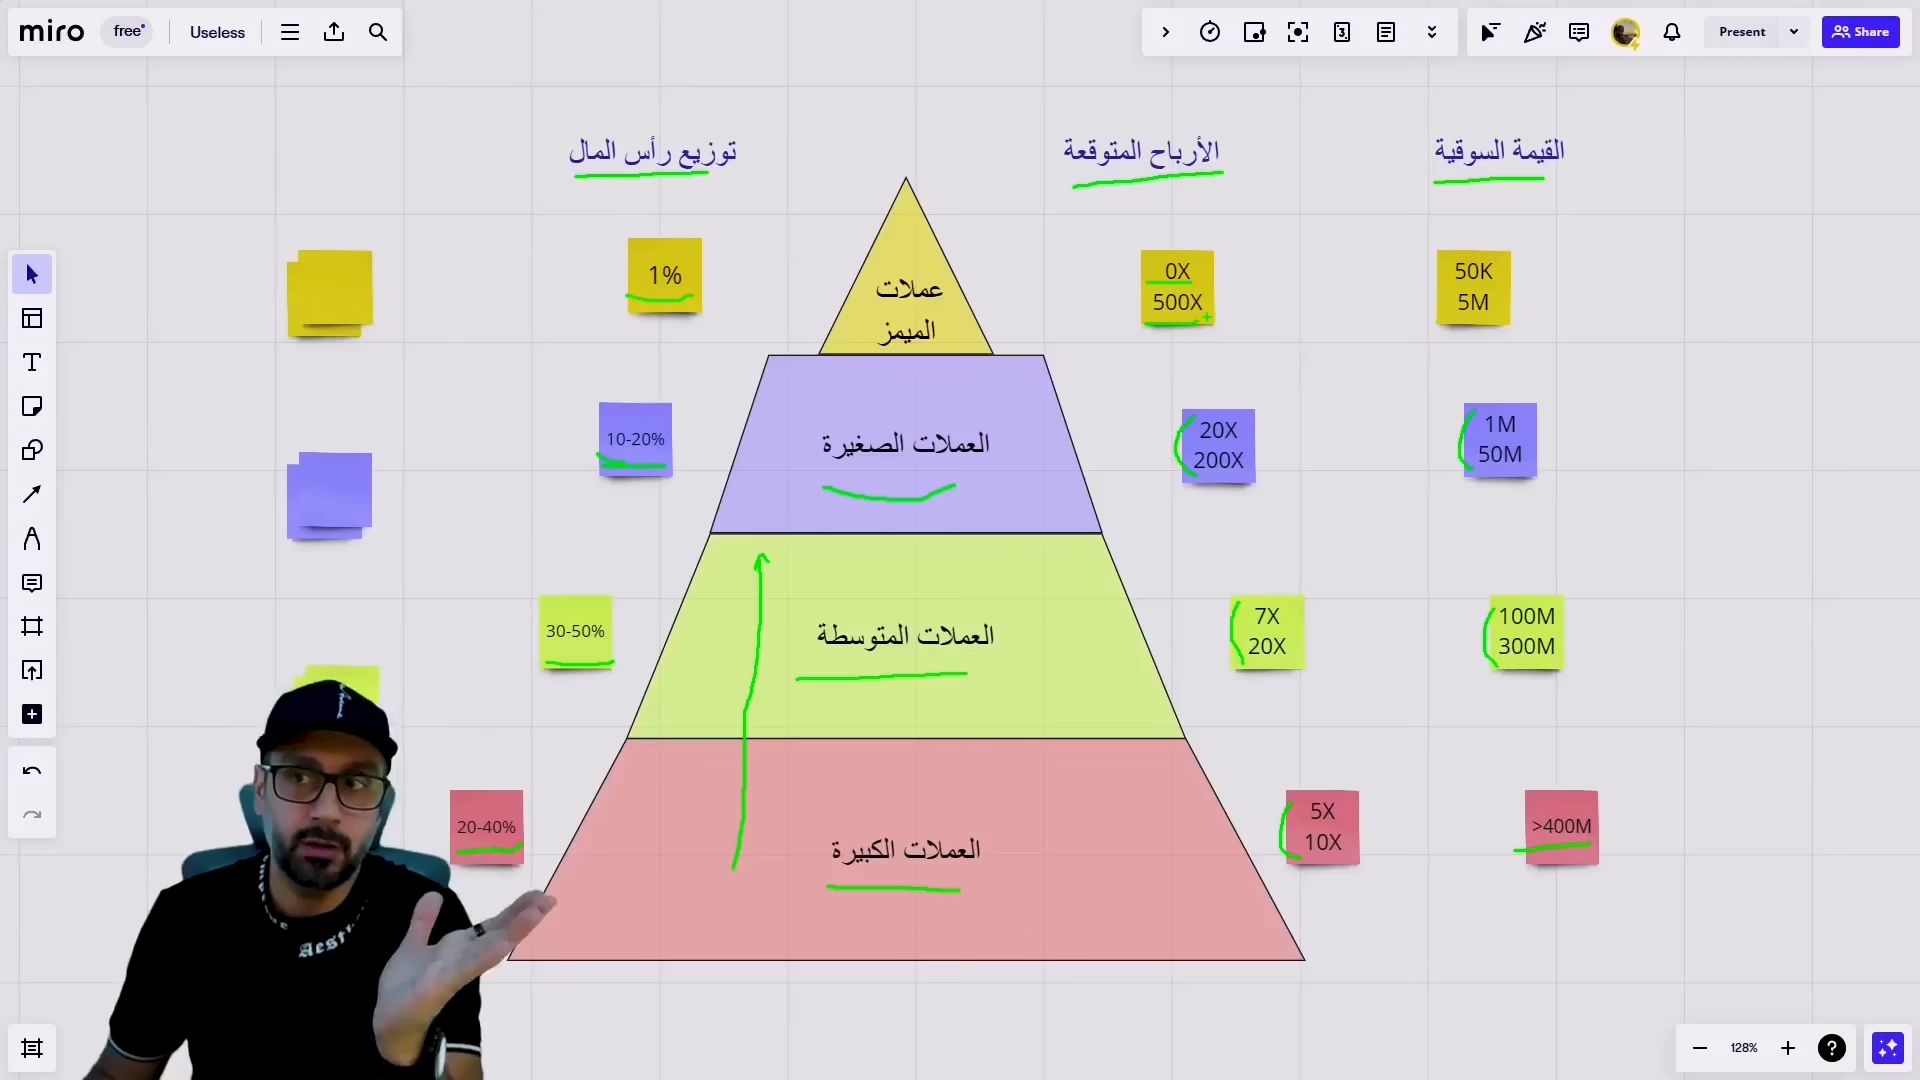 miro free Useless
Present Share
القيمة السوقية
الأرباح المتوقعة
توزيع رأس المال
1%
عملات
الميمز
0X
500X
50K
5M
10-20%
العملات الصغيرة
20X
200X
1M
50M
30-50%
العملات المتوسطة
7X
20X
100M
300M
20-40%
العملات الكبيرة
5X
10X
>400M
128%